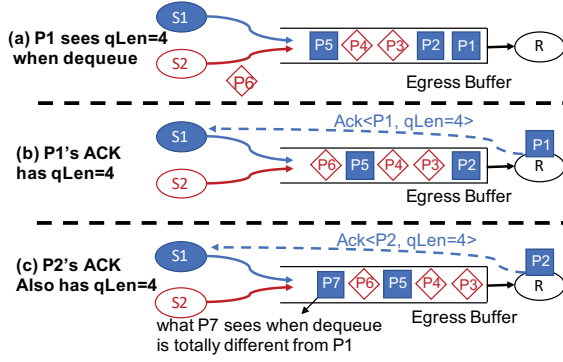 S1
(a) P1 sees qLen=4
when dequeue
S2
P6
P5 P4 P3 P2 P1
R
Egress Buffer
Ack<P1, qLen=4>
S1
P1
(b) P1's ACK
has qLen=4
S2
P6 P5 P4 P3 P2
R
Egress Buffer
Ack<P2, qLen=4>
S1
P2
(c) P2's ACK
Also has qLen=4
S2
P7 P6 P5 P4 P3
R
Egress Buffer
what P7 sees when dequeue
is totally different from P1